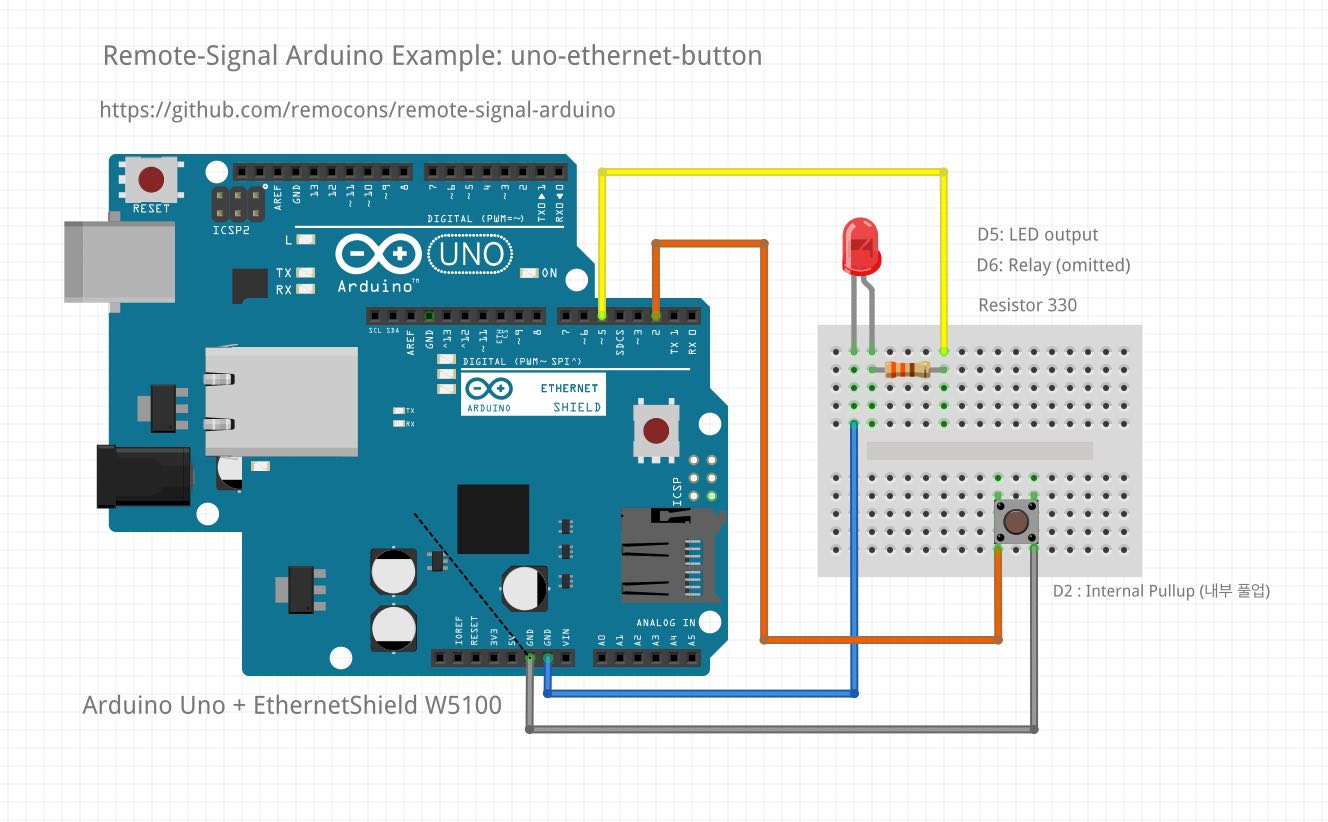 Remote-Signal Arduino Example: uno-ethernet-button
https://github.com/remocons/remote-signal-arduino
RESET
ICSP2
AREF
GND
13
12
~11
~10
~9
8
7
~6
~5
4
~3
2
TX0▶1
RX0◀0
DIGITAL (PWM=~)
L
TX
RX
UNO
ON
Arduino™
SCL SDA
AREF
GND
^13
^12
~11
ETH CS
~9
8
7
~6
~5
SDCS
~3
2
TX 1
RX 0
DIGITAL (PWM~ SPI^)
ARDUINO
ETHERNET
SHIELD
TX
RX
ICSP
ANALOG IN
IOREF
RESET
3V3
5V
GND
GND
VIN
A0
A1
A2
A3
A4
A5
D5: LED output
D6: Relay (omitted)
Resistor 330
D2 : Internal Pullup (내부 풀업)
Arduino Uno + EthernetShield W5100